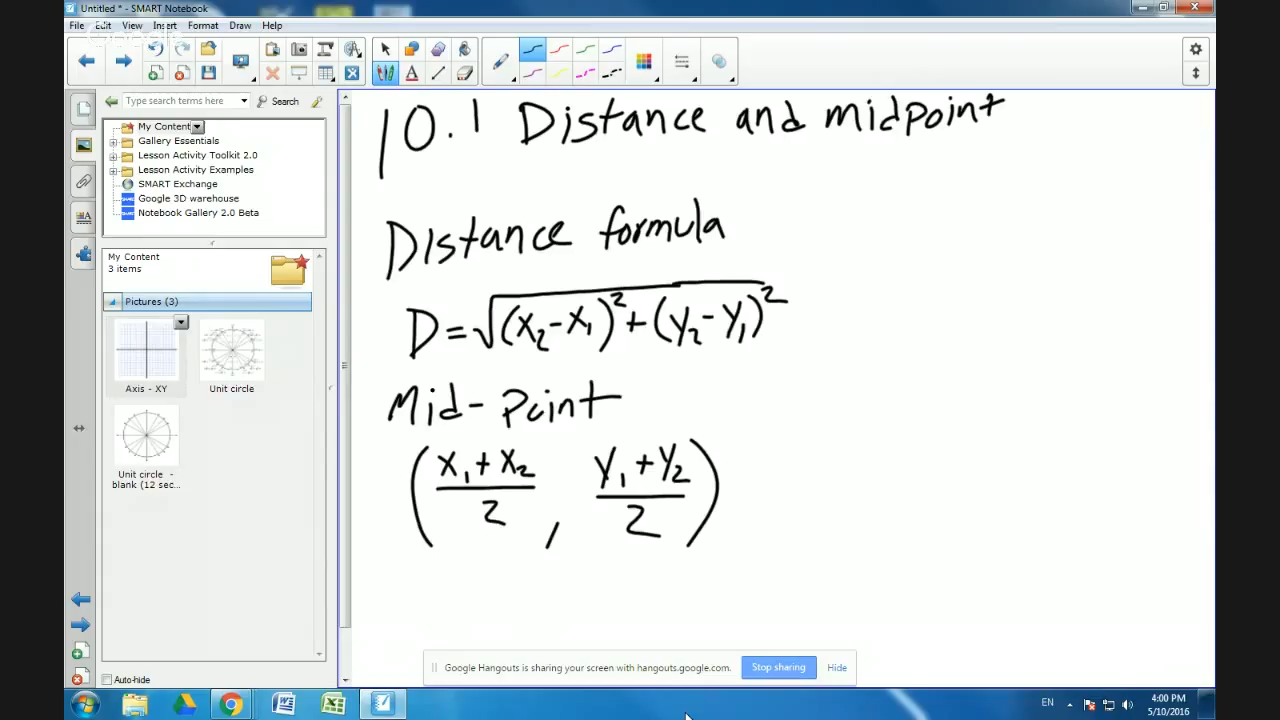 Untitled * - SMART Notebook
File Edit View Insert Format Draw Help
Type search terms here Search
My Content
Gallery Essentials
Lesson Activity Toolkit 2.0
Lesson Activity Examples
SMART Exchange
Google 3D warehouse
Notebook Gallery 2.0 Beta
My Content
3 items
Pictures (3)
Axis - XY Unit circle
Unit circle -
blank (12 sec...
Auto-hide
10.1 Distance and midpoint
Distance formula
D = √(x₂ - x₁)² + (y₂ - y₁)²
Mid-Point
(x₁ + x₂ / 2 , y₁ + y₂ / 2)
Google Hangouts is sharing your screen with hangouts.google.com. Stop sharing Hide
EN 4:00 PM
5/10/2016